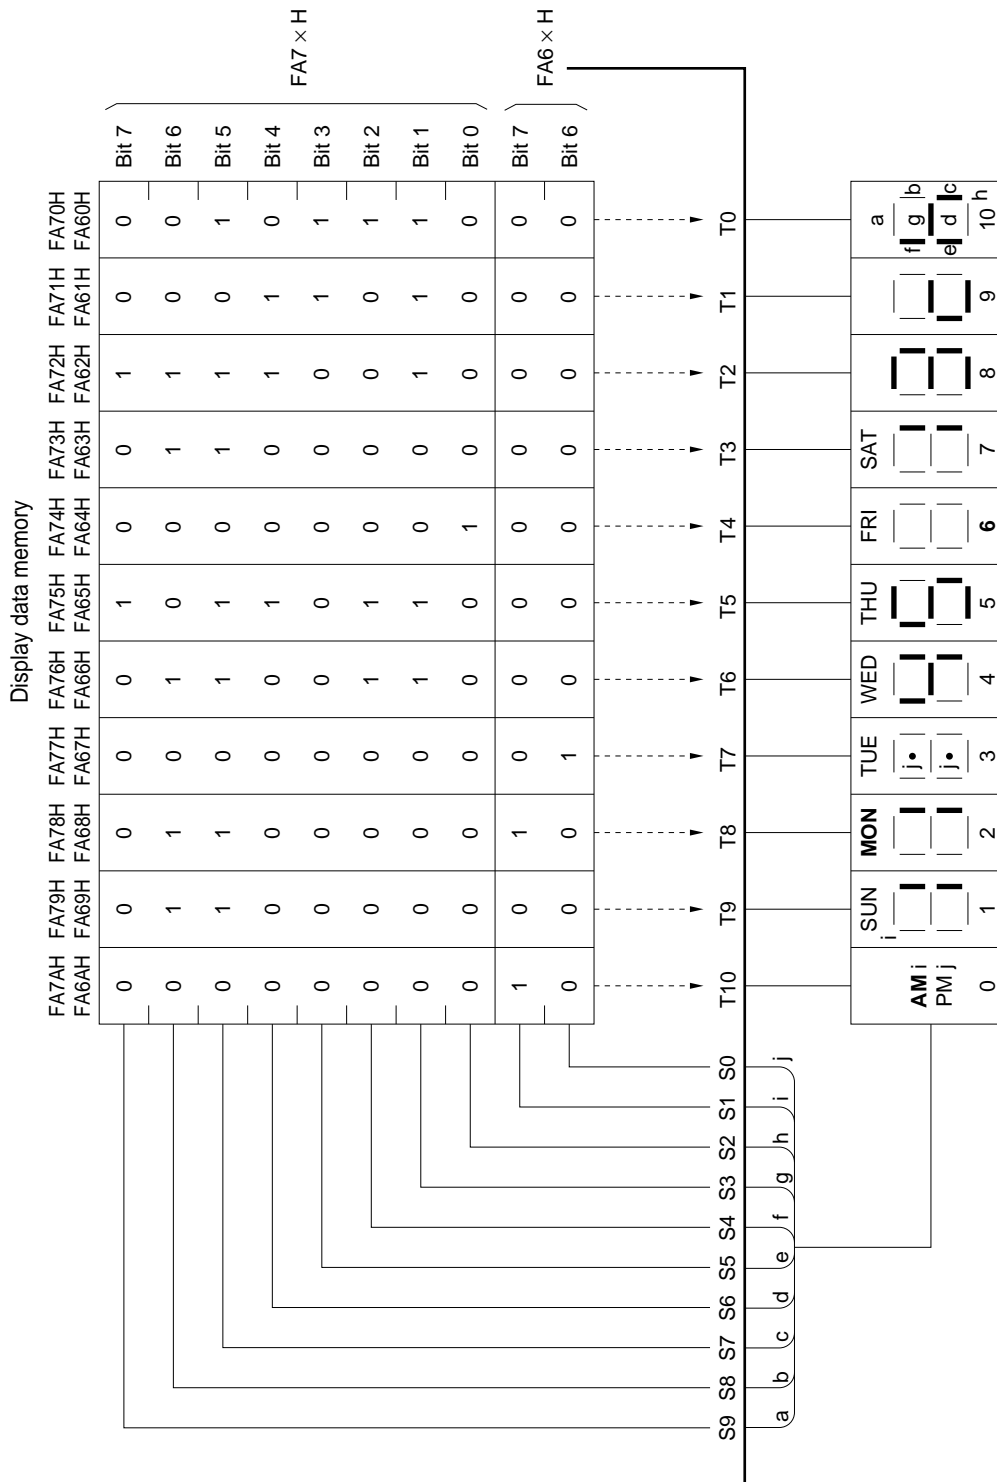 Display data memory
FA7AH FA79H FA78H FA77H FA76H FA75H FA74H FA73H FA72H FA71H FA70H
FA6AH FA69H FA68H FA67H FA66H FA65H FA64H FA63H FA62H FA61H FA60H
0 0 0 0 0 1 0 0 1 0 0 Bit 7
0 1 1 0 1 0 0 1 1 0 0 Bit 6
0 1 1 0 1 1 0 1 1 0 1 Bit 5
0 0 0 0 0 1 0 0 1 1 0 Bit 4
FA7 × H
0 0 0 0 0 0 0 0 0 1 1 Bit 3
0 0 0 0 1 1 0 0 0 0 1 Bit 2
0 0 0 0 1 1 0 0 1 1 1 Bit 1
0 0 0 0 0 0 1 0 0 0 0 Bit 0
1 0 1 0 0 0 0 0 0 0 0 Bit 7
FA6 × H
0 0 0 1 0 0 0 0 0 0 0 Bit 6
S9 S8 S7 S6 S5 S4 S3 S2 S1 S0 T10 T9 T8 T7 T6 T5 T4 T3 T2 T1 T0
a b c d e f g h i j
i SUN MON TUE WED THU FRI SAT
a
AM i
PM j
j
f g b
j
e d c
h
0 1 2 3 4 5 6 7 8 9 10